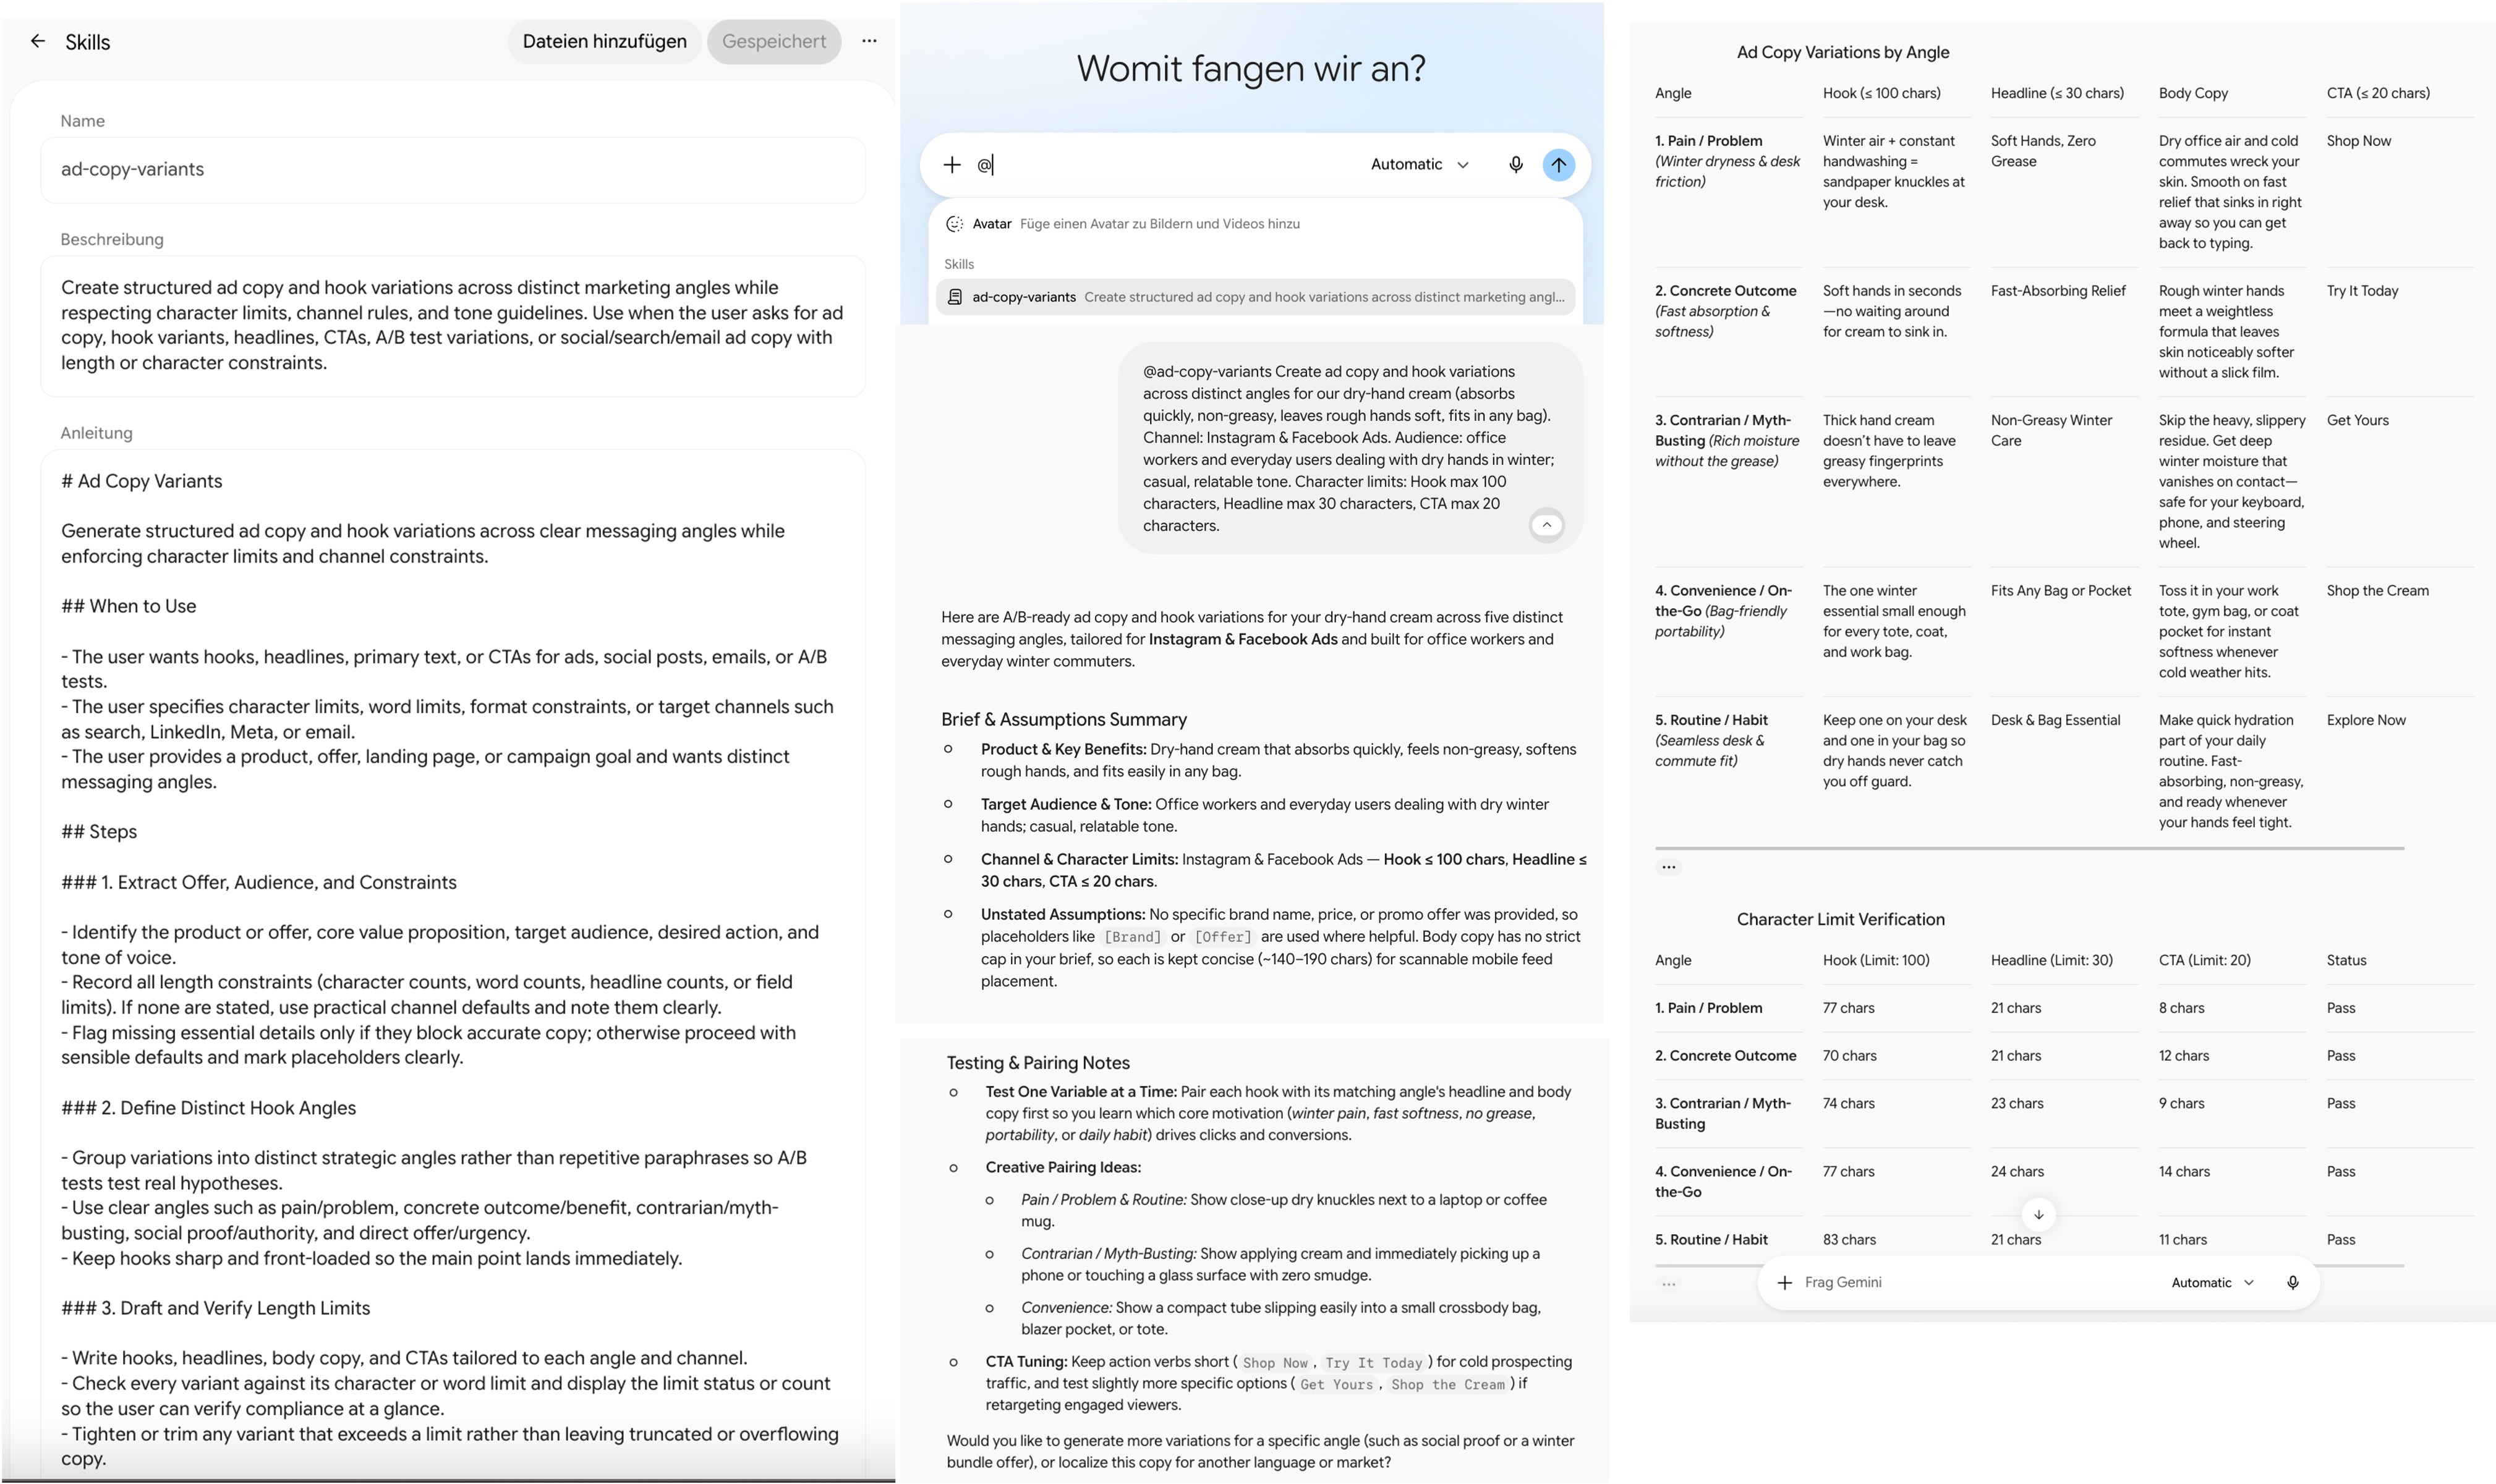 Skills
Dateien hinzufügen
Gespeichert
Name
ad-copy-variants
Beschreibung
Create structured ad copy and hook variations across distinct marketing angles while
respecting character limits, channel rules, and tone guidelines. Use when the user asks for ad
copy, hook variants, headlines, CTAs, A/B test variations, or social/search/email ad copy with
length or character constraints.
Anleitung
# Ad Copy Variants
Generate structured ad copy and hook variations across clear messaging angles while
enforcing character limits and channel constraints.
## When to Use
- The user wants hooks, headlines, primary text, or CTAs for ads, social posts, emails, or A/B
tests.
- The user specifies character limits, word limits, format constraints, or target channels such
as search, LinkedIn, Meta, or email.
- The user provides a product, offer, landing page, or campaign goal and wants distinct
messaging angles.
## Steps
### 1. Extract Offer, Audience, and Constraints
- Identify the product or offer, core value proposition, target audience, desired action, and
tone of voice.
- Record all length constraints (character counts, word counts, headline counts, or field
limits). If none are stated, use practical channel defaults and note them clearly.
- Flag missing essential details only if they block accurate copy; otherwise proceed with
sensible defaults and mark placeholders clearly.
### 2. Define Distinct Hook Angles
- Group variations into distinct strategic angles rather than repetitive paraphrases so A/B
tests test real hypotheses.
- Use clear angles such as pain/problem, concrete outcome/benefit, contrarian/myth-
busting, social proof/authority, and direct offer/urgency.
- Keep hooks sharp and front-loaded so the main point lands immediately.
### 3. Draft and Verify Length Limits
- Write hooks, headlines, body copy, and CTAs tailored to each angle and channel.
- Check every variant against its character or word limit and display the limit status or count
so the user can verify compliance at a glance.
- Tighten or trim any variant that exceeds a limit rather than leaving truncated or overflowing
copy.
Womit fangen wir an?
@
Automatic
Avatar Füge einen Avatar zu Bildern und Videos hinzu
Skills
ad-copy-variants Create structured ad copy and hook variations across distinct marketing angl...
@ad-copy-variants Create ad copy and hook variations
across distinct angles for our dry-hand cream (absorbs
quickly, non-greasy, leaves rough hands soft, fits in any bag).
Channel: Instagram & Facebook Ads. Audience: office
workers and everyday users dealing with dry hands in winter;
casual, relatable tone. Character limits: Hook max 100
characters, Headline max 30 characters, CTA max 20
characters.
Here are A/B-ready ad copy and hook variations for your dry-hand cream across five distinct
messaging angles, tailored for Instagram & Facebook Ads and built for office workers and
everyday winter commuters.
Brief & Assumptions Summary
Product & Key Benefits: Dry-hand cream that absorbs quickly, feels non-greasy, softens
rough hands, and fits easily in any bag.
Target Audience & Tone: Office workers and everyday users dealing with dry winter
hands; casual, relatable tone.
Channel & Character Limits: Instagram & Facebook Ads — Hook ≤ 100 chars, Headline ≤
30 chars, CTA ≤ 20 chars.
Unstated Assumptions: No specific brand name, price, or promo offer was provided, so
placeholders like [Brand] or [Offer] are used where helpful. Body copy has no strict
cap in your brief, so each is kept concise (~140–190 chars) for scannable mobile feed
placement.
Testing & Pairing Notes
Test One Variable at a Time: Pair each hook with its matching angle's headline and body
copy first so you learn which core motivation (winter pain, fast softness, no grease,
portability, or daily habit) drives clicks and conversions.
Creative Pairing Ideas:
Pain / Problem & Routine: Show close-up dry knuckles next to a laptop or coffee
mug.
Contrarian / Myth-Busting: Show applying cream and immediately picking up a
phone or touching a glass surface with zero smudge.
Convenience: Show a compact tube slipping easily into a small crossbody bag,
blazer pocket, or tote.
CTA Tuning: Keep action verbs short ( Shop Now , Try It Today ) for cold prospecting
traffic, and test slightly more specific options ( Get Yours , Shop the Cream ) if
retargeting engaged viewers.
Would you like to generate more variations for a specific angle (such as social proof or a winter
bundle offer), or localize this copy for another language or market?
Ad Copy Variations by Angle
Angle Hook (≤ 100 chars) Headline (≤ 30 chars) Body Copy CTA (≤ 20 chars)
1. Pain / Problem Winter air + constant Soft Hands, Zero Dry office air and cold Shop Now
(Winter dryness & desk handwashing = Grease commutes wreck your
friction) sandpaper knuckles at skin. Smooth on fast
your desk. relief that sinks in right
away so you can get
back to typing.
2. Concrete Outcome Soft hands in seconds Fast-Absorbing Relief Rough winter hands Try It Today
(Fast absorption & —no waiting around meet a weightless
softness) for cream to sink in. formula that leaves
skin noticeably softer
without a slick film.
3. Contrarian / Myth- Thick hand cream Non-Greasy Winter Skip the heavy, slippery Get Yours
Busting (Rich moisture doesn't have to leave Care residue. Get deep
without the grease) greasy fingerprints winter moisture that
everywhere. vanishes on contact—
safe for your keyboard,
phone, and steering
wheel.
4. Convenience / On- The one winter Fits Any Bag or Pocket Toss it in your work Shop the Cream
the-Go (Bag-friendly essential small enough tote, gym bag, or coat
portability) for every tote, coat, pocket for instant
and work bag. softness whenever
cold weather hits.
5. Routine / Habit Keep one on your desk Desk & Bag Essential Make quick hydration Explore Now
(Seamless desk & and one in your bag so part of your daily
commute fit) dry hands never catch routine. Fast-
you off guard. absorbing, non-greasy,
and ready whenever
your hands feel tight.
Character Limit Verification
Angle Hook (Limit: 100) Headline (Limit: 30) CTA (Limit: 20) Status
1. Pain / Problem 77 chars 21 chars 8 chars Pass
2. Concrete Outcome 70 chars 21 chars 12 chars Pass
3. Contrarian / Myth- 74 chars 23 chars 9 chars Pass
Busting
4. Convenience / On- 77 chars 24 chars 14 chars Pass
the-Go
5. Routine / Habit 83 chars 21 chars 11 chars Pass
Frag Gemini
Automatic